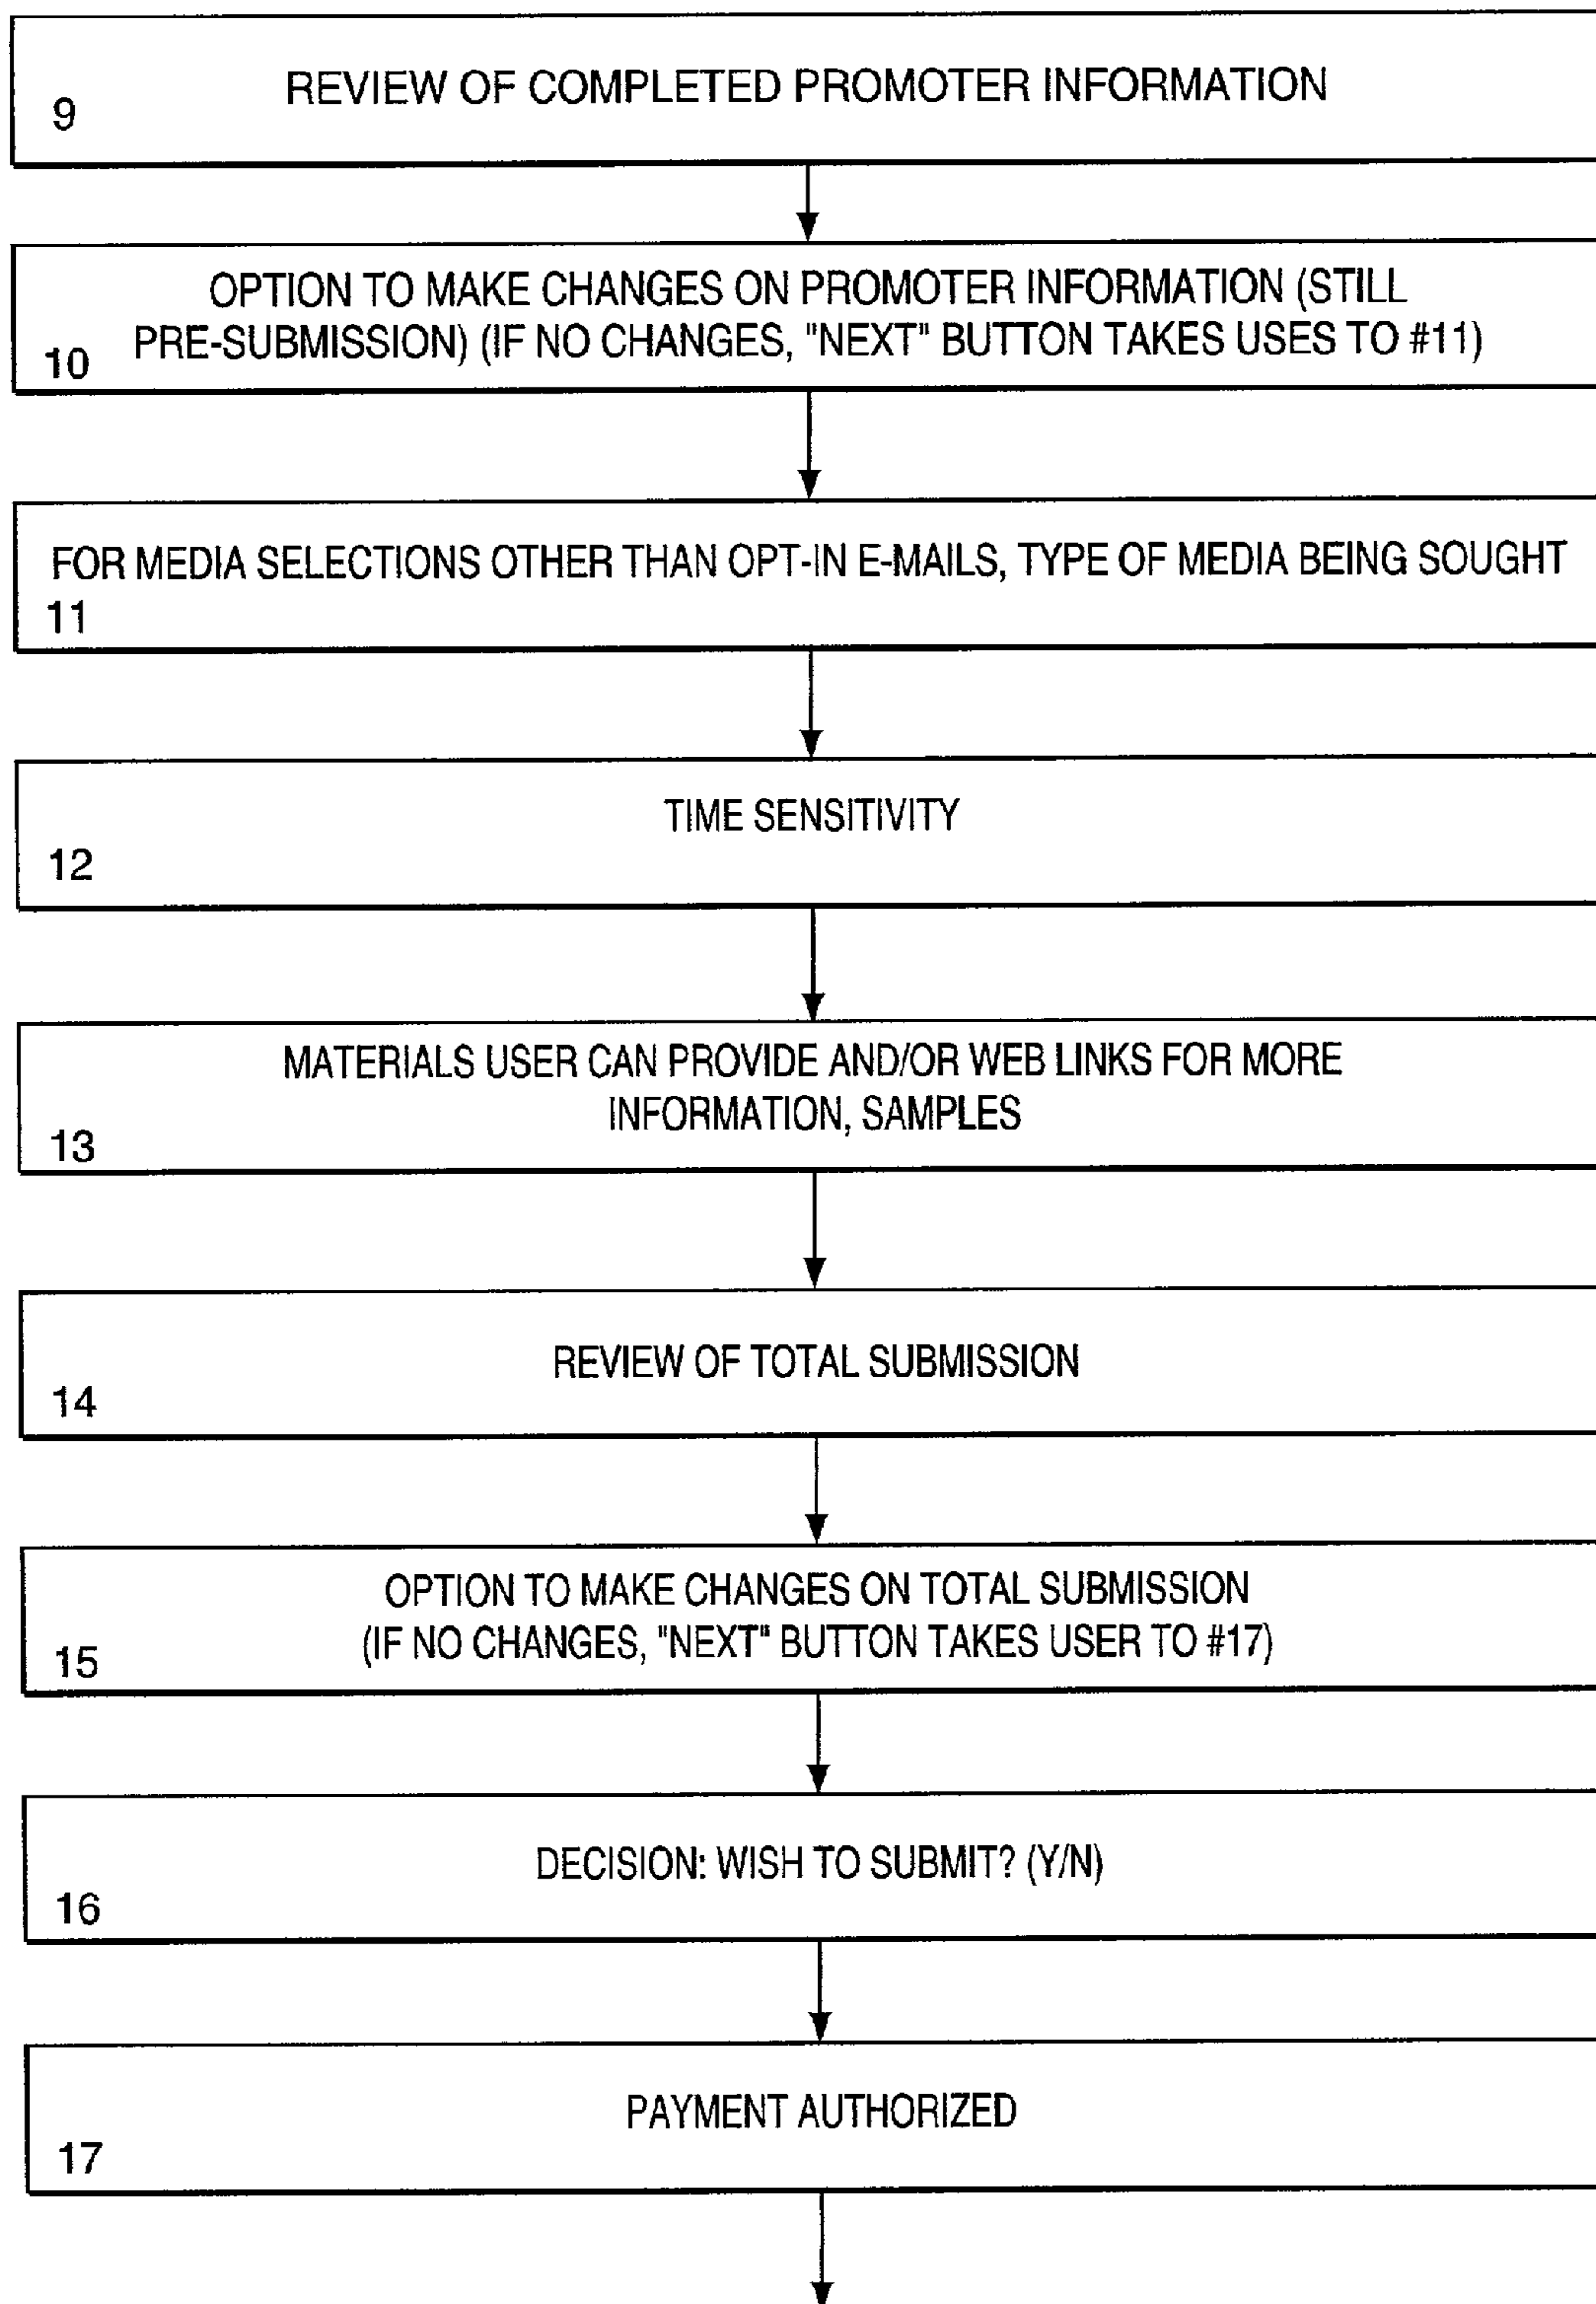 REVIEW OF COMPLETED PROMOTER INFORMATION
9
OPTION TO MAKE CHANGES ON PROMOTER INFORMATION (STILL
PRE-SUBMISSION) (IF NO CHANGES, "NEXT" BUTTON TAKES USES TO #11)
10
FOR MEDIA SELECTIONS OTHER THAN OPT-IN E-MAILS, TYPE OF MEDIA BEING SOUGHT
11
TIME SENSITIVITY
12
MATERIALS USER CAN PROVIDE AND/OR WEB LINKS FOR MORE
INFORMATION, SAMPLES
13
REVIEW OF TOTAL SUBMISSION
14
OPTION TO MAKE CHANGES ON TOTAL SUBMISSION
(IF NO CHANGES, "NEXT" BUTTON TAKES USER TO #17)
15
DECISION: WISH TO SUBMIT? (Y/N)
16
PAYMENT AUTHORIZED
17